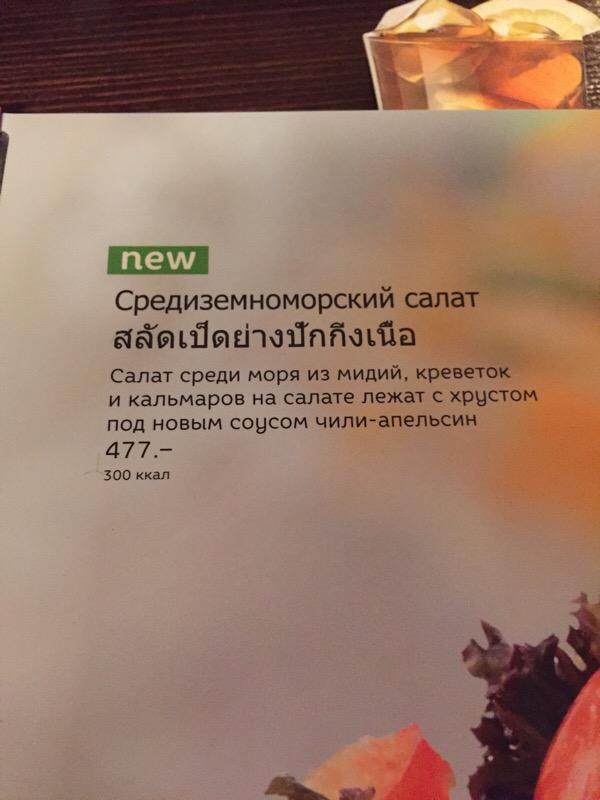 new
Средиземноморский салат
สลัดเป็ดย่างปักกิ่งเนื้อ
Салат среди моря из мидий, креветок
и кальмаров на салате лежат с хрустом
под новым соусом чили-апельсин
477.–
300 ккал